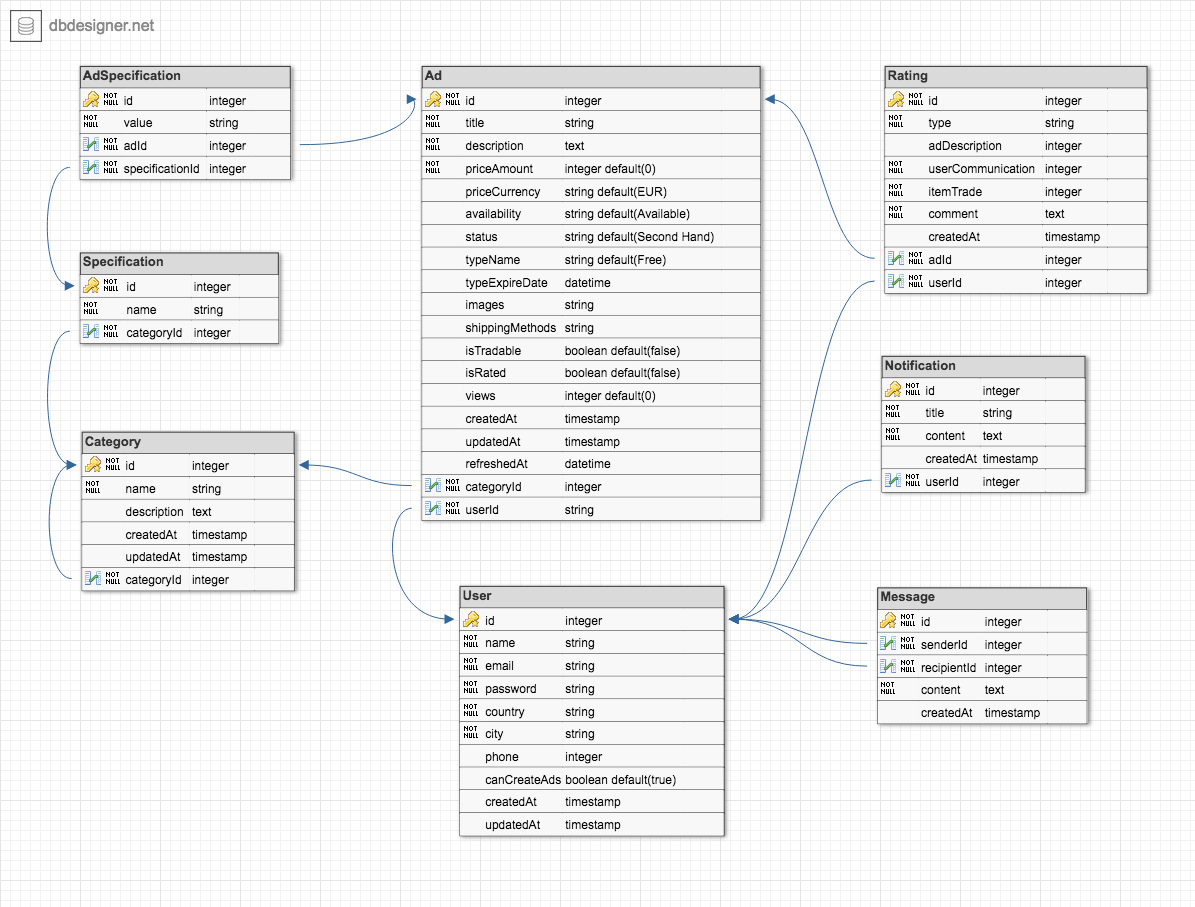 dbdesigner.net
AdSpecification
NOT NULL id integer
NOT NULL value string
NOT NULL adId integer
NOT NULL specificationId integer
Specification
NOT NULL id integer
NOT NULL name string
NOT NULL categoryId integer
Category
NOT NULL id integer
NOT NULL name string
description text
createdAt timestamp
updatedAt timestamp
NOT NULL categoryId integer
Ad
NOT NULL id integer
NOT NULL title string
NOT NULL description text
NOT NULL priceAmount integer default(0)
priceCurrency string default(EUR)
availability string default(Available)
status string default(Second Hand)
typeName string default(Free)
typeExpireDate datetime
images string
shippingMethods string
isTradable boolean default(false)
isRated boolean default(false)
views integer default(0)
createdAt timestamp
updatedAt timestamp
refreshedAt datetime
NOT NULL categoryId integer
NOT NULL userId string
User
id integer
NOT NULL name string
NOT NULL email string
NOT NULL password string
NOT NULL country string
NOT NULL city string
phone integer
canCreateAds boolean default(true)
createdAt timestamp
updatedAt timestamp
Rating
NOT NULL id integer
NOT NULL type string
adDescription integer
NOT NULL userCommunication integer
NOT NULL itemTrade integer
NOT NULL comment text
createdAt timestamp
NOT NULL adId integer
NOT NULL userId integer
Notification
NOT NULL id integer
NOT NULL title string
NOT NULL content text
createdAt timestamp
NOT NULL userId integer
Message
NOT NULL id integer
NOT NULL senderId integer
NOT NULL recipientId integer
NOT NULL content text
createdAt timestamp